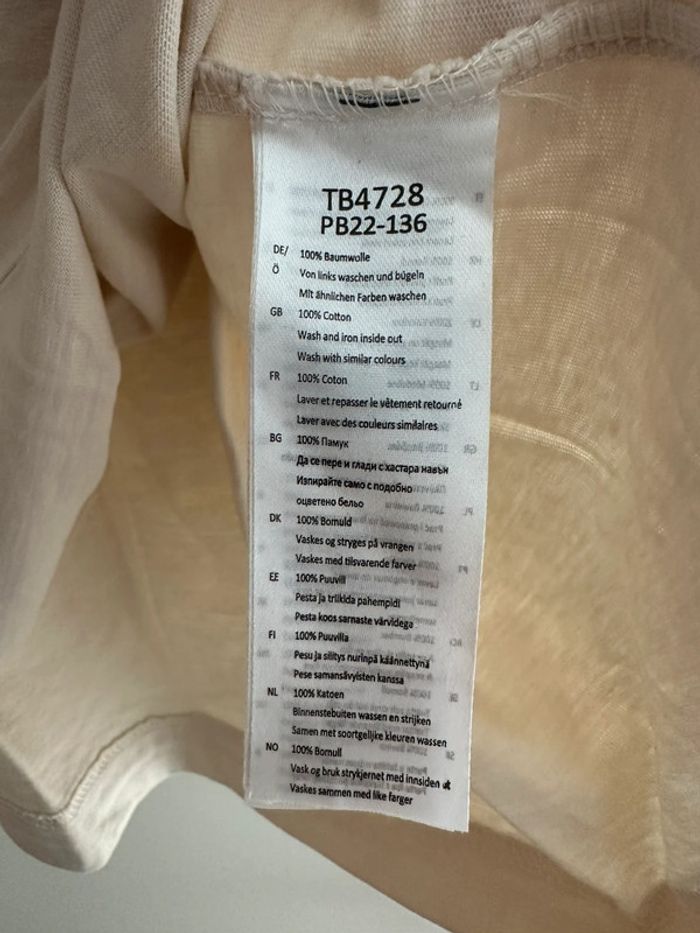 TB4728
PB22-136
DE/ 100% Baumwolle
Ö Von links waschen und bügeln
Mit ähnlichen Farben waschen
GB 100% Cotton
Wash and iron inside out
Wash with similar colours
FR 100% Coton
Laver et repasser le vêtement retourné
Laver avec des couleurs similaires
BG 100% Памук
Да се пере и глади с хастара навън
Изпирайте само с подобно
оцветено бельо
DK 100% Bomuld
Vaskes og stryges på vrangen
Vaskes med tilsvarende farver
EE 100% Puuvill
Pesta ja triikida pahempidi
Pesta koos sarnaste värvidega
FI 100% Puuvilla
Pesu ja silitys nurinpä käännettynä
Pese samansävyisten kanssa
NL 100% Katoen
Binnenstebuiten wassen en strijken
Samen met soortgelijke kleuren wassen
NO 100% Bomull
Vask og bruk strykjernet med innsiden ut
Vaskes sammen med like farger